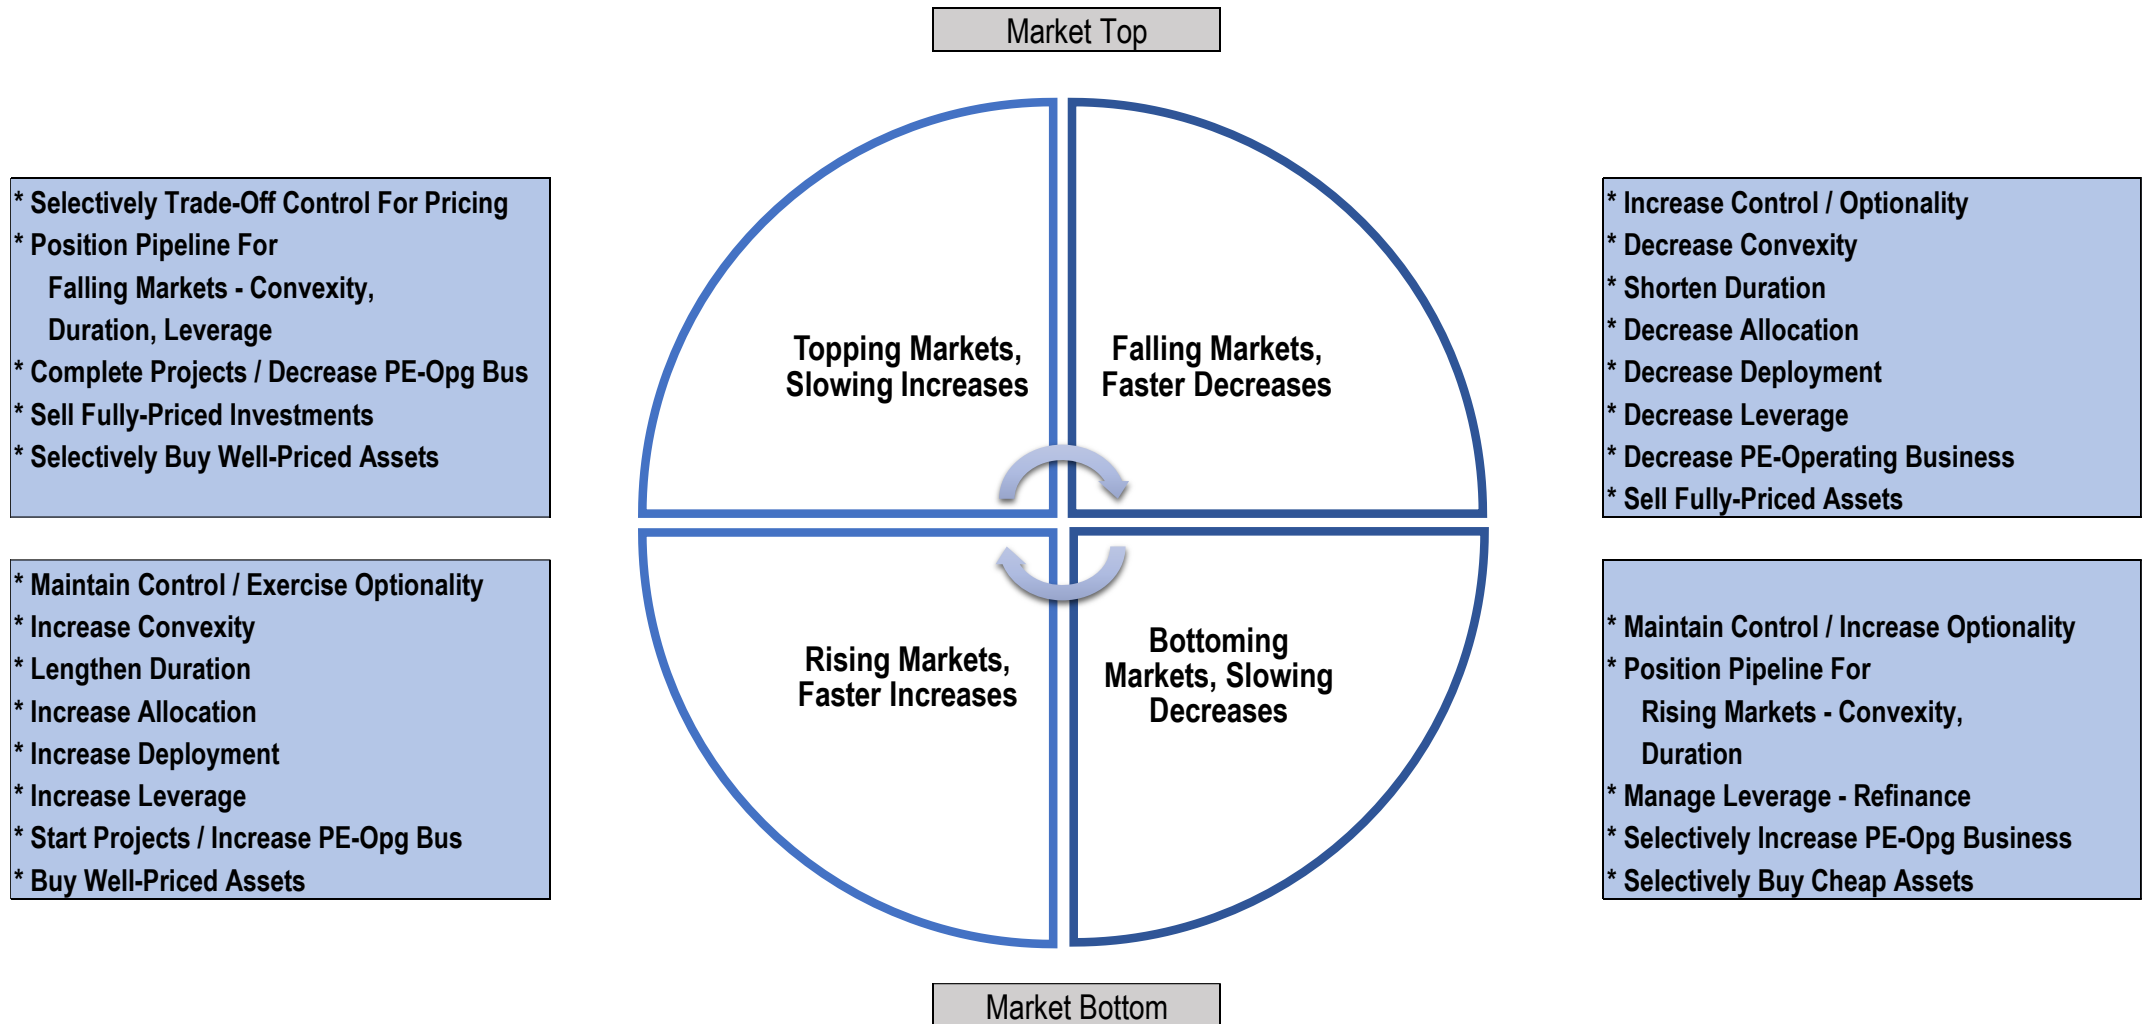 Market Top
* Selectively Trade-Off Control For Pricing
* Position Pipeline For
Falling Markets - Convexity,
Duration, Leverage
* Complete Projects / Decrease PE-Opg Bus
* Sell Fully-Priced Investments
* Selectively Buy Well-Priced Assets
Topping Markets,
Slowing Increases
Falling Markets,
Faster Decreases
* Increase Control / Optionality
* Decrease Convexity
* Shorten Duration
* Decrease Allocation
* Decrease Deployment
* Decrease Leverage
* Decrease PE-Operating Business
* Sell Fully-Priced Assets
* Maintain Control / Exercise Optionality
* Increase Convexity
* Lengthen Duration
* Increase Allocation
* Increase Deployment
* Increase Leverage
* Start Projects / Increase PE-Opg Bus
* Buy Well-Priced Assets
Rising Markets,
Faster Increases
Bottoming
Markets, Slowing
Decreases
* Maintain Control / Increase Optionality
* Position Pipeline For
Rising Markets - Convexity,
Duration
* Manage Leverage - Refinance
* Selectively Increase PE-Opg Business
* Selectively Buy Cheap Assets
Market Bottom